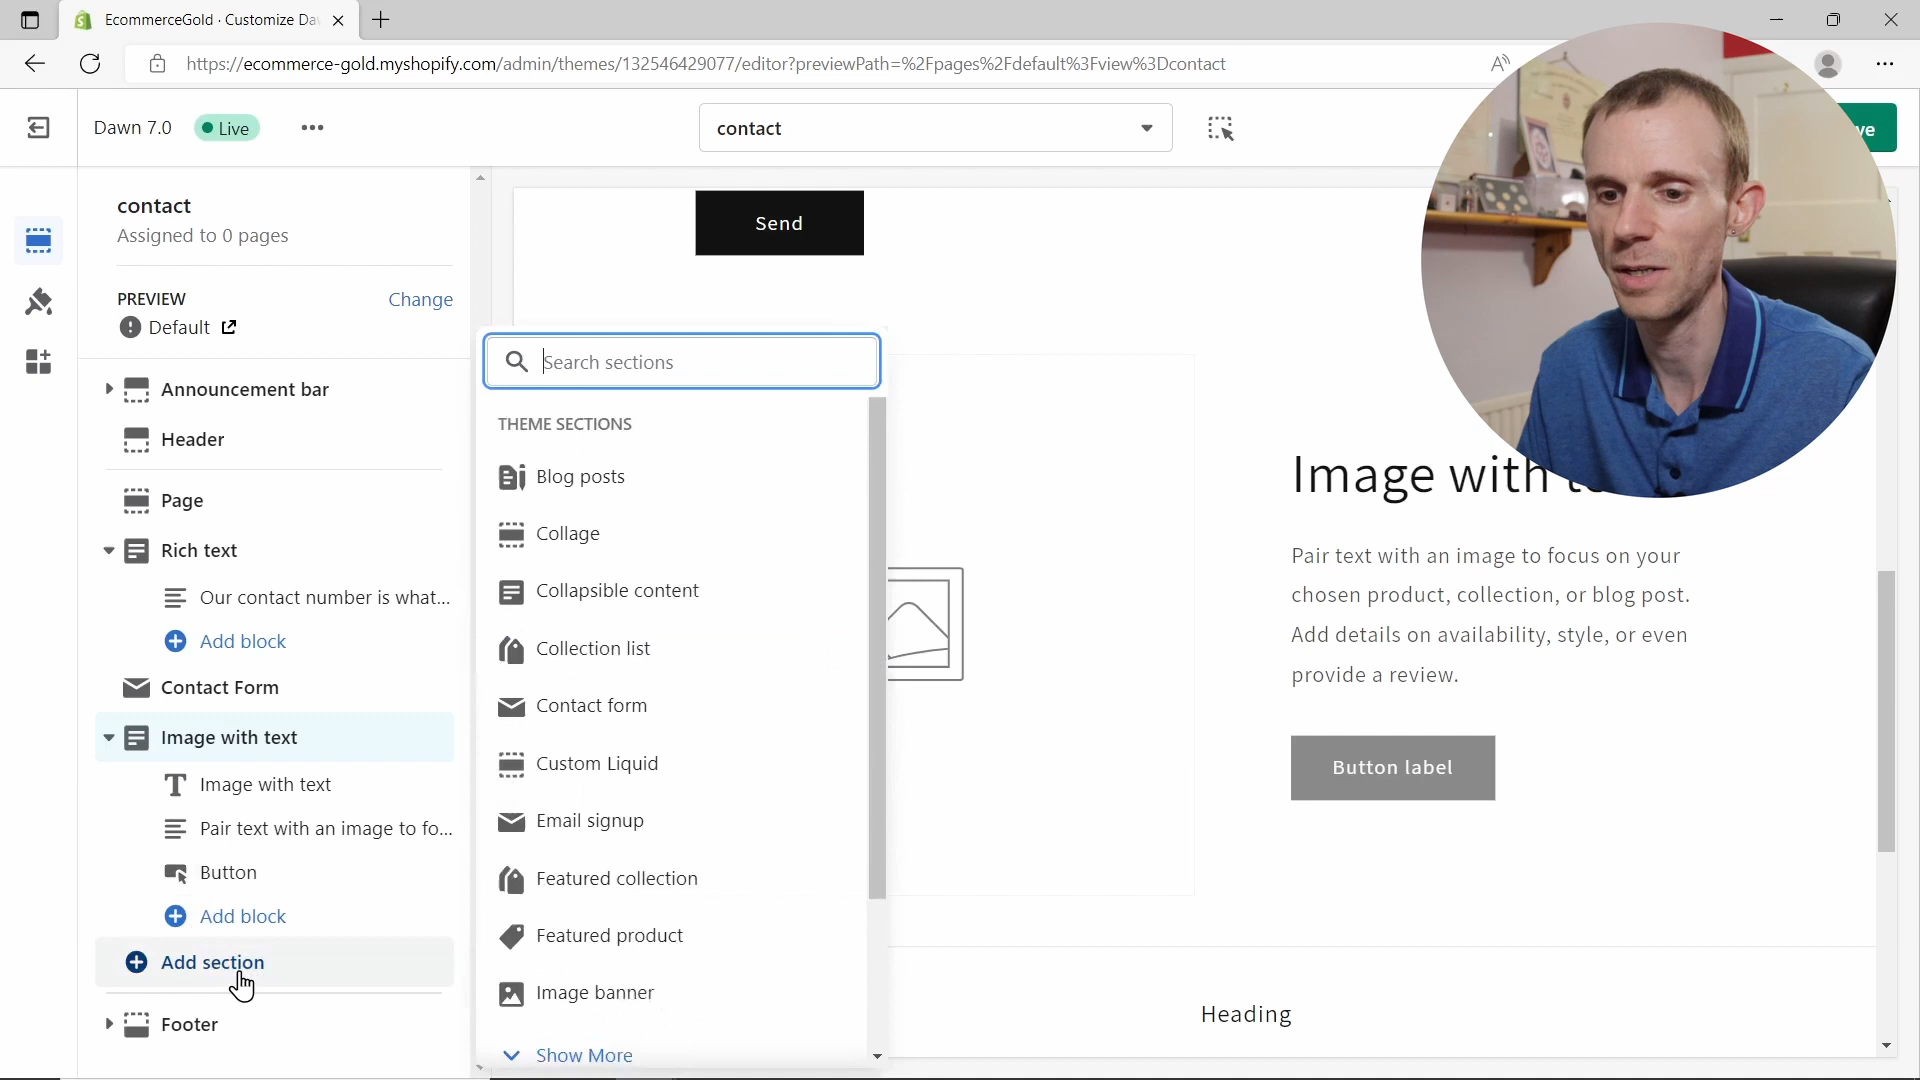 EcommerceGold · Customize Da
https://ecommerce-gold.myshopify.com/admin/themes/132546429077/editor?previewPath=%2Fpages%2Fdefault%3Fview%3Dcontact
Dawn 7.0
Live
contact
ve
contact
Assigned to 0 pages
PREVIEW
Change
Default
Announcement bar
Header
Page
Rich text
Our contact number is what...
Add block
Contact Form
Image with text
Image with text
Pair text with an image to fo...
Button
Add block
Add section
Footer
Search sections
THEME SECTIONS
Blog posts
Collage
Collapsible content
Collection list
Contact form
Custom Liquid
Email signup
Featured collection
Featured product
Image banner
Show More
Send
Image with t
Pair text with an image to focus on your
chosen product, collection, or blog post.
Add details on availability, style, or even
provide a review.
Button label
Heading